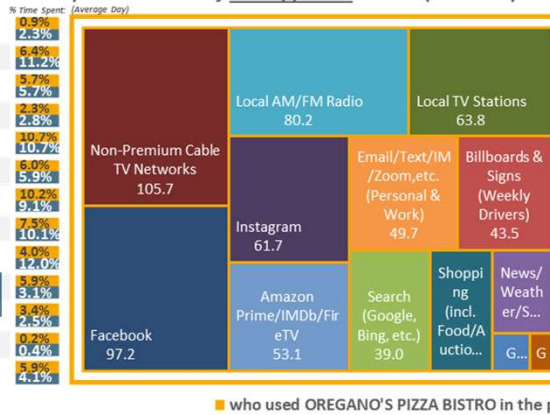 % Time Spent: (Average Day)
0.9%
2.3%
6.4%
11.2%
5.7%
5.7%
2.3%
2.8%
10.7%
10.7%
6.0%
5.9%
10.2%
9.1%
7.5%
10.1%
4.0%
12.0%
5.9%
3.1%
3.4%
2.5%
0.2%
0.4%
5.9%
4.1%
Non-Premium Cable
TV Networks
105.7
Facebook
97.2
Local AM/FM Radio
80.2
Local TV Stations
63.8
Instagram
61.7
Email/Text/IM
/Zoom,etc.
(Personal &
Work)
49.7
Billboards &
Signs
(Weekly
Drivers)
43.5
Amazon
Prime/IMDb/Fir
eTV
53.1
Search
(Google,
Bing, etc.)
39.0
Shoppi
ng
(incl.
Food/A
uctio...
News/
Weath
er/S...
G...
G
who used OREGANO'S PIZZA BISTRO in the